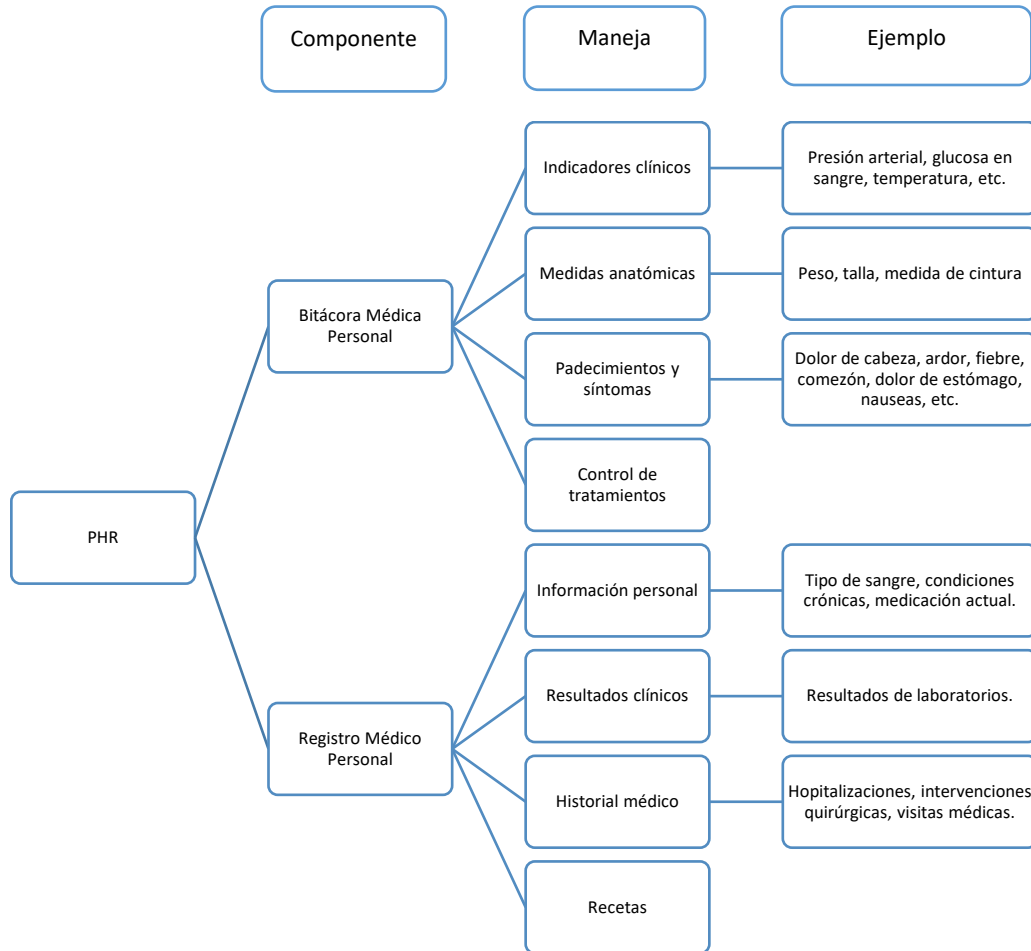 Componente
Maneja
Ejemplo
Indicadores clínicos
Presión arterial, glucosa en
sangre, temperatura, etc.
Medidas anatómicas
Peso, talla, medida de cintura
Bitácora Médica
Personal
Padecimientos y
síntomas
Dolor de cabeza, ardor, fiebre,
comezón, dolor de estómago,
nauseas, etc.
Control de
tratamientos
PHR
Información personal
Tipo de sangre, condiciones
crónicas, medicación actual.
Resultados clínicos
Resultados de laboratorios.
Registro Médico
Personal
Historial médico
Hopitalizaciones, intervenciones
quirúrgicas, visitas médicas.
Recetas